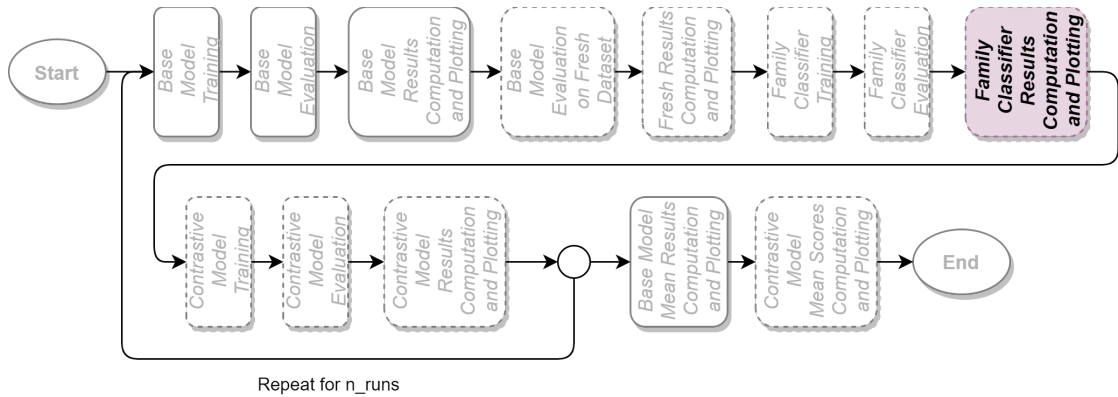 Start
Base
Model
Training
Base
Model
Evaluation
Base
Model
Results
Computation
and Plotting
Base
Model
Evaluation
on Fresh
Dataset
Fresh Results
Computation
and Plotting
Family
Classifier
Training
Family
Classifier
Evaluation
Family
Classifier
Results
Computation
and Plotting
Contrastive
Model
Training
Contrastive
Model
Evaluation
Contrastive
Model
Results
Computation
and Plotting
Base Model
Mean Results
Computation
and Plotting
Contrastive
Model
Mean Scores
Computation
and Plotting
End
Repeat for n_runs